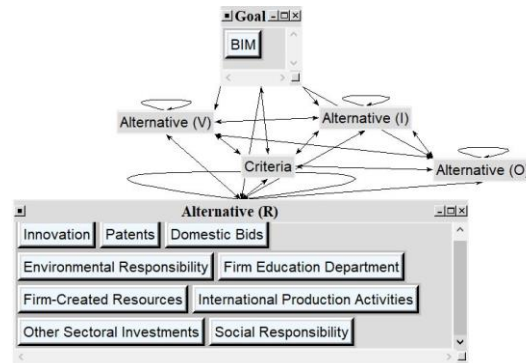 Goal
BIM
Alternative (V)
Alternative (I)
Criteria
Alternative (O
Alternative (R)
Innovation Patents Domestic Bids
Environmental Responsibility Firm Education Department
Firm-Created Resources International Production Activities
Other Sectoral Investments Social Responsibility